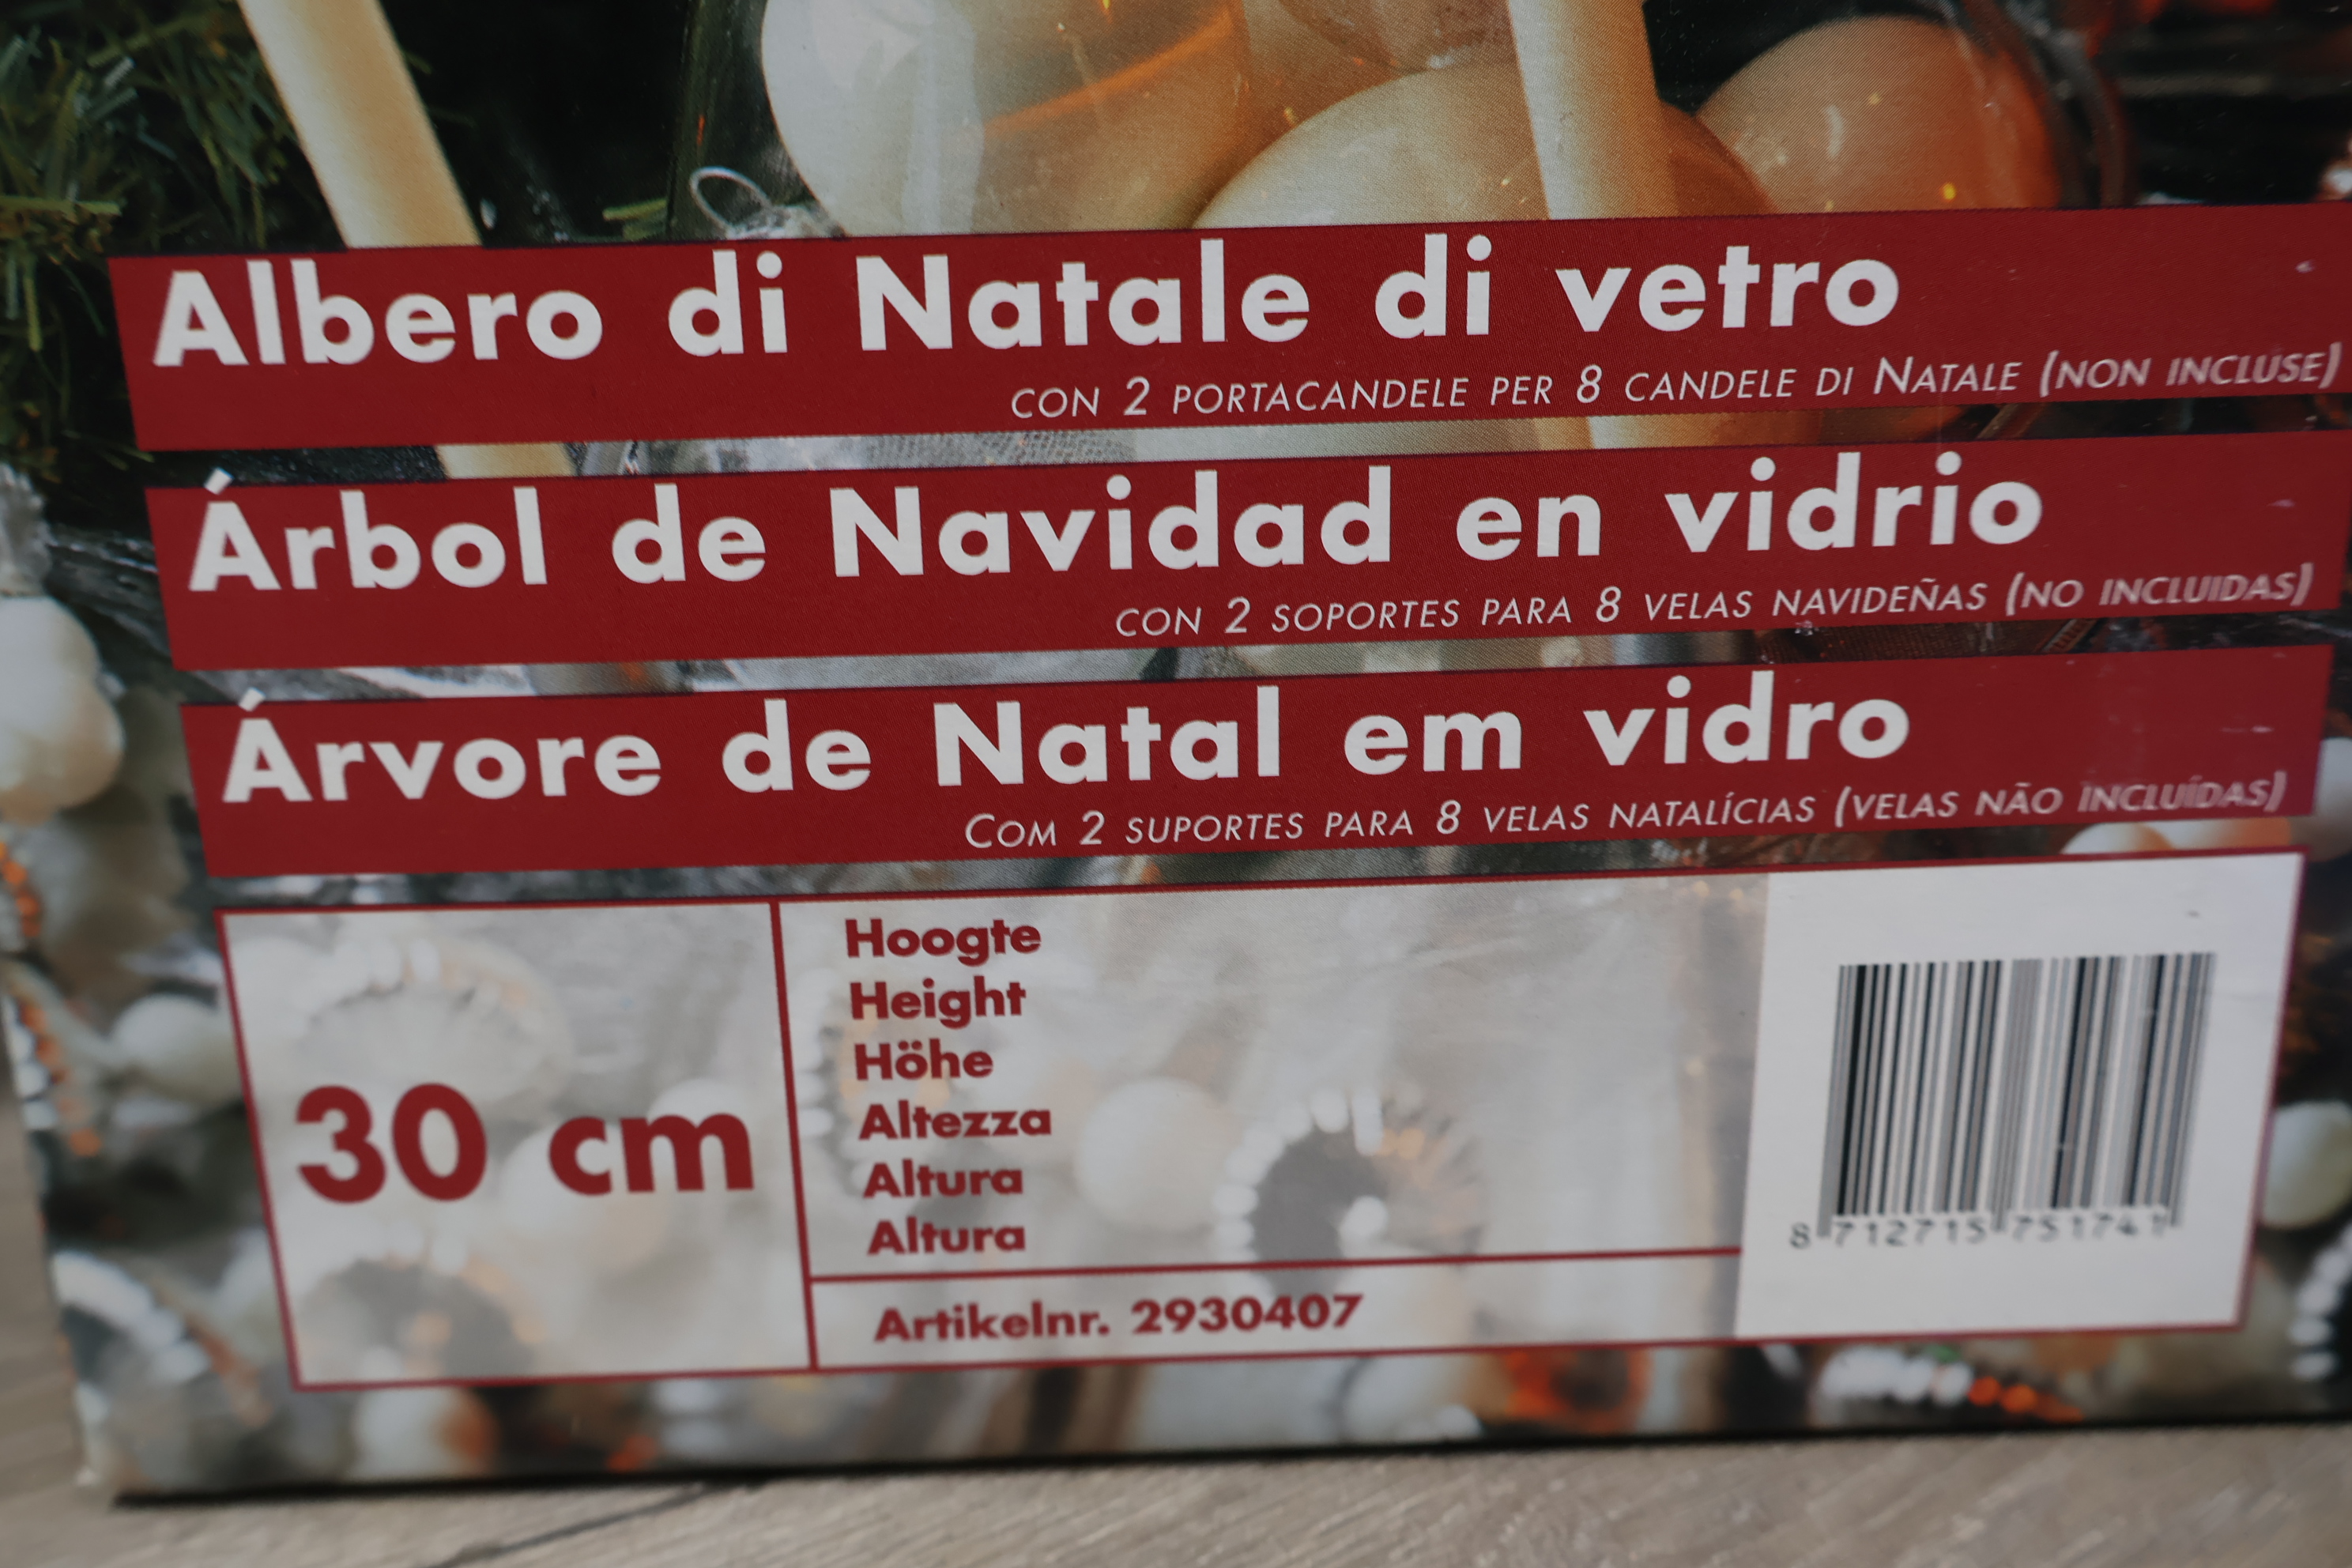 Albero di Natale di vetro
CON 2 PORTACANDELE PER 8 CANDELE DI NATALE (NON INCLUSE)
Árbol de Navidad en vidrio
CON 2 SOPORTES PARA 8 VELAS NAVIDEÑAS (NO INCLUIDAS)
Árvore de Natal em vidro
COM 2 SUPORTES PARA 8 VELAS NATALÍCIAS (VELAS NÃO INCLUÍDAS)
30 cm
Hoogte
Height
Höhe
Altezza
Altura
Altura
Artikelnr. 2930407
8 712715 751741